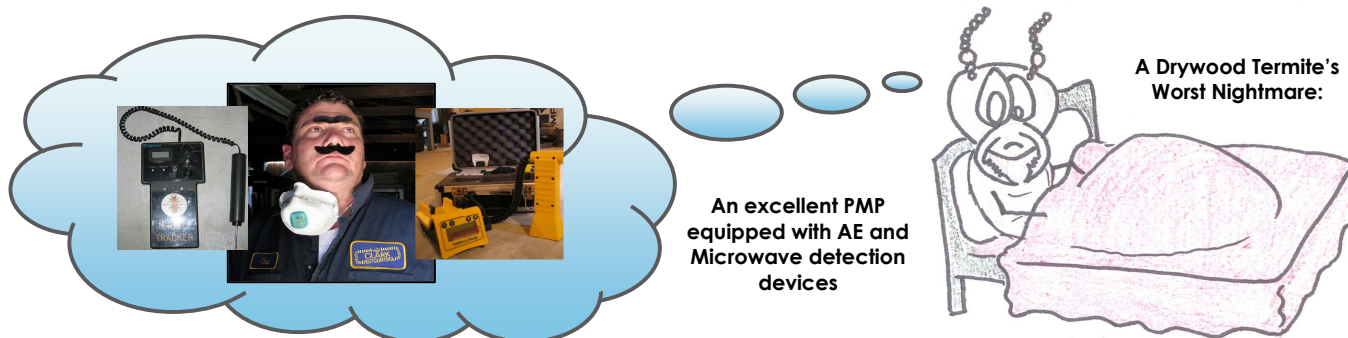 A Drywood Termite's
Worst Nightmare:
An excellent PMP
equipped with AE and
Microwave detection
devices
TRACKER
CLARK